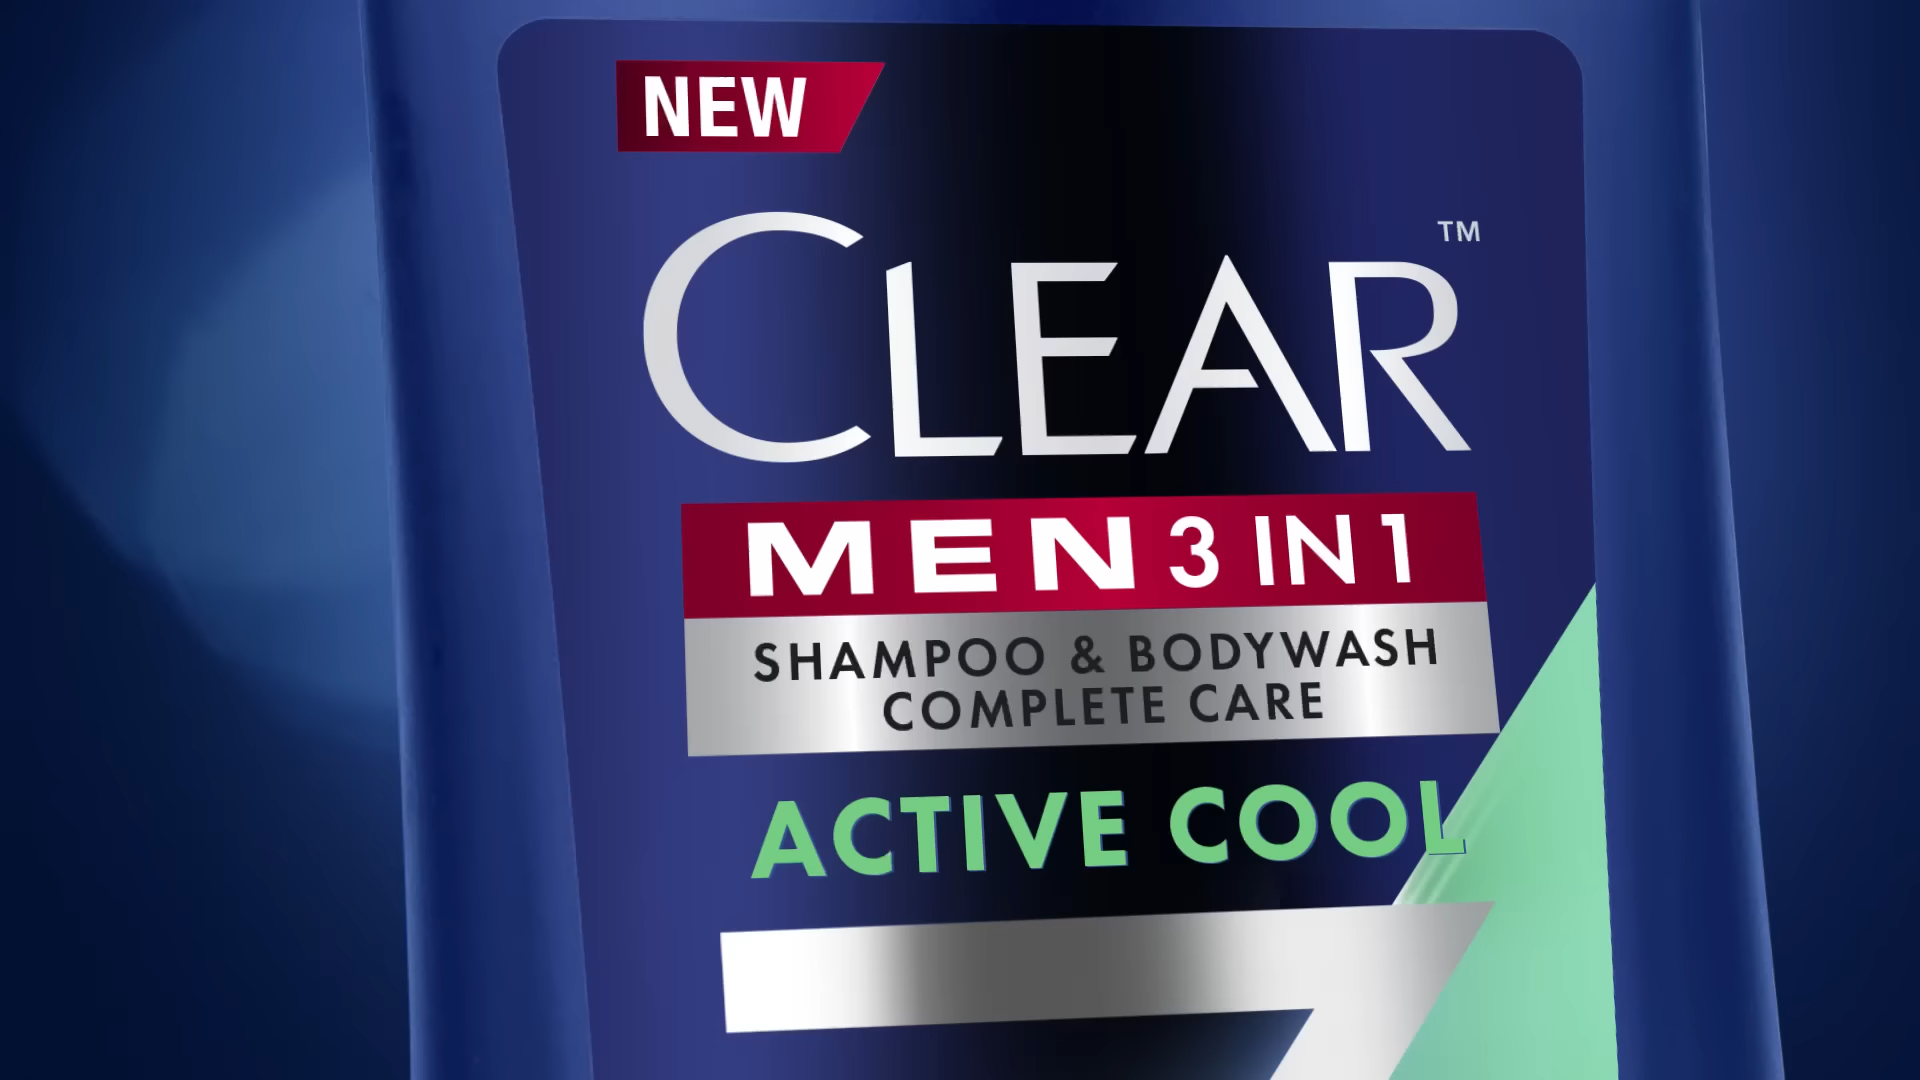 NEW
CLEAR™
MEN 3 IN 1
SHAMPOO & BODYWASH
COMPLETE CARE
ACTIVE COOL